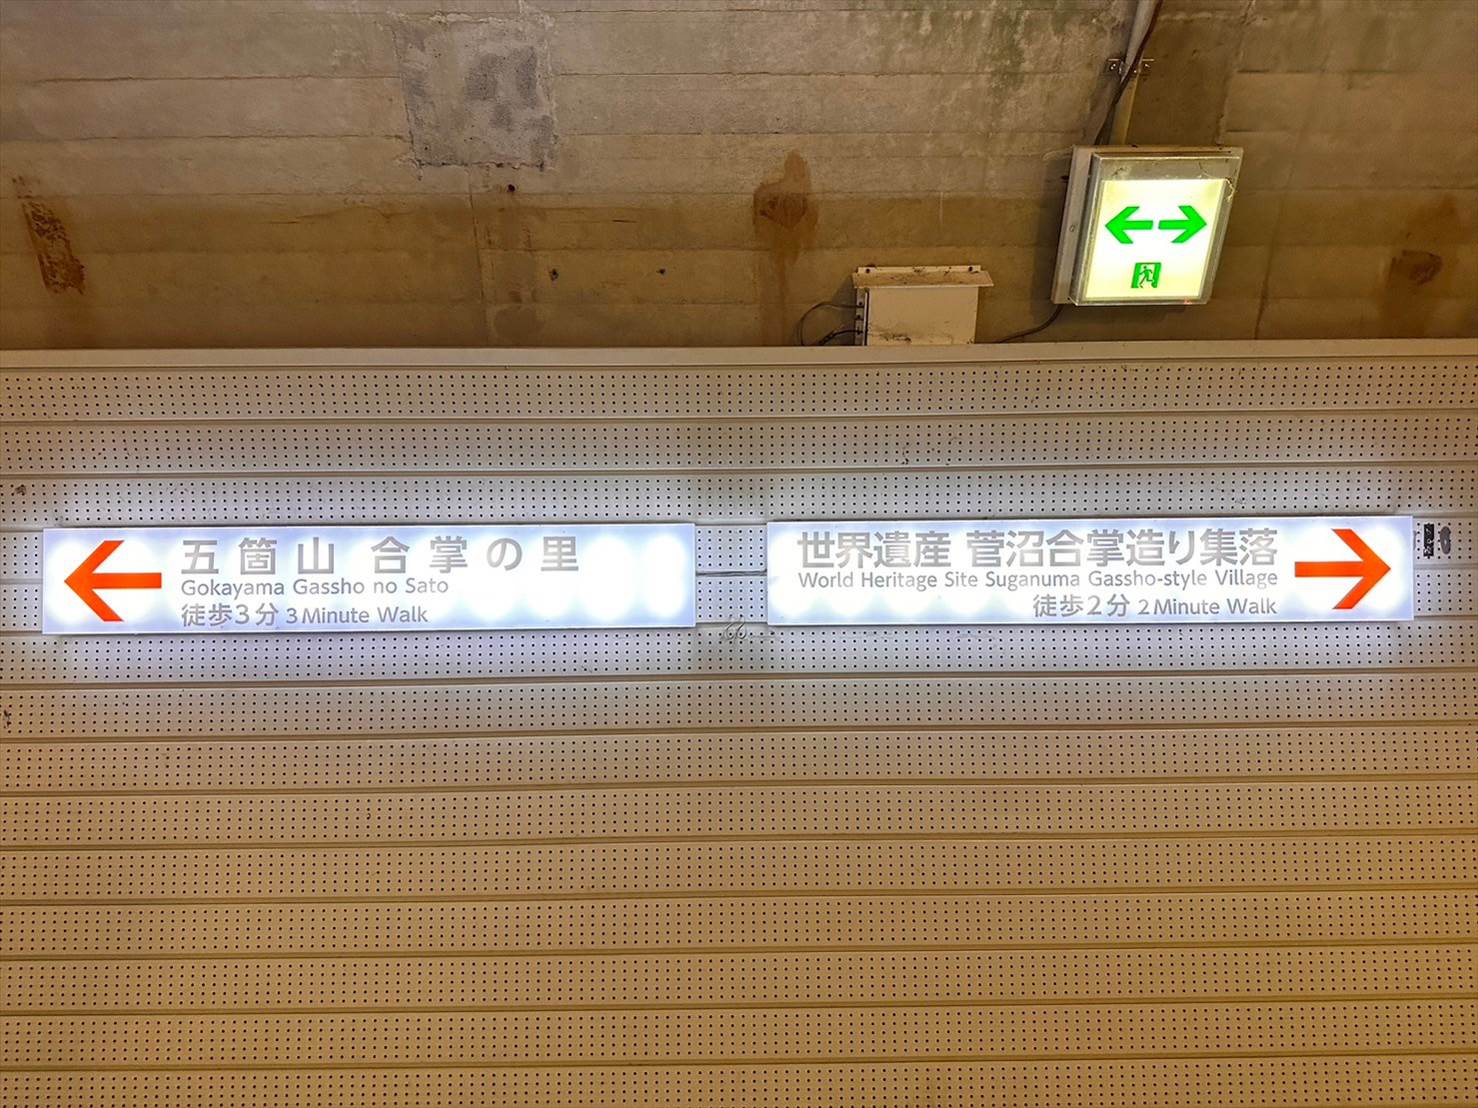 五箇山 合掌の里
Gokayama Gassho no Sato
徒歩3分 3 Minute Walk
世界遺産 菅沼合掌造り集落
World Heritage Site Suganuma Gassho-style Village
徒歩2分 2 Minute Walk